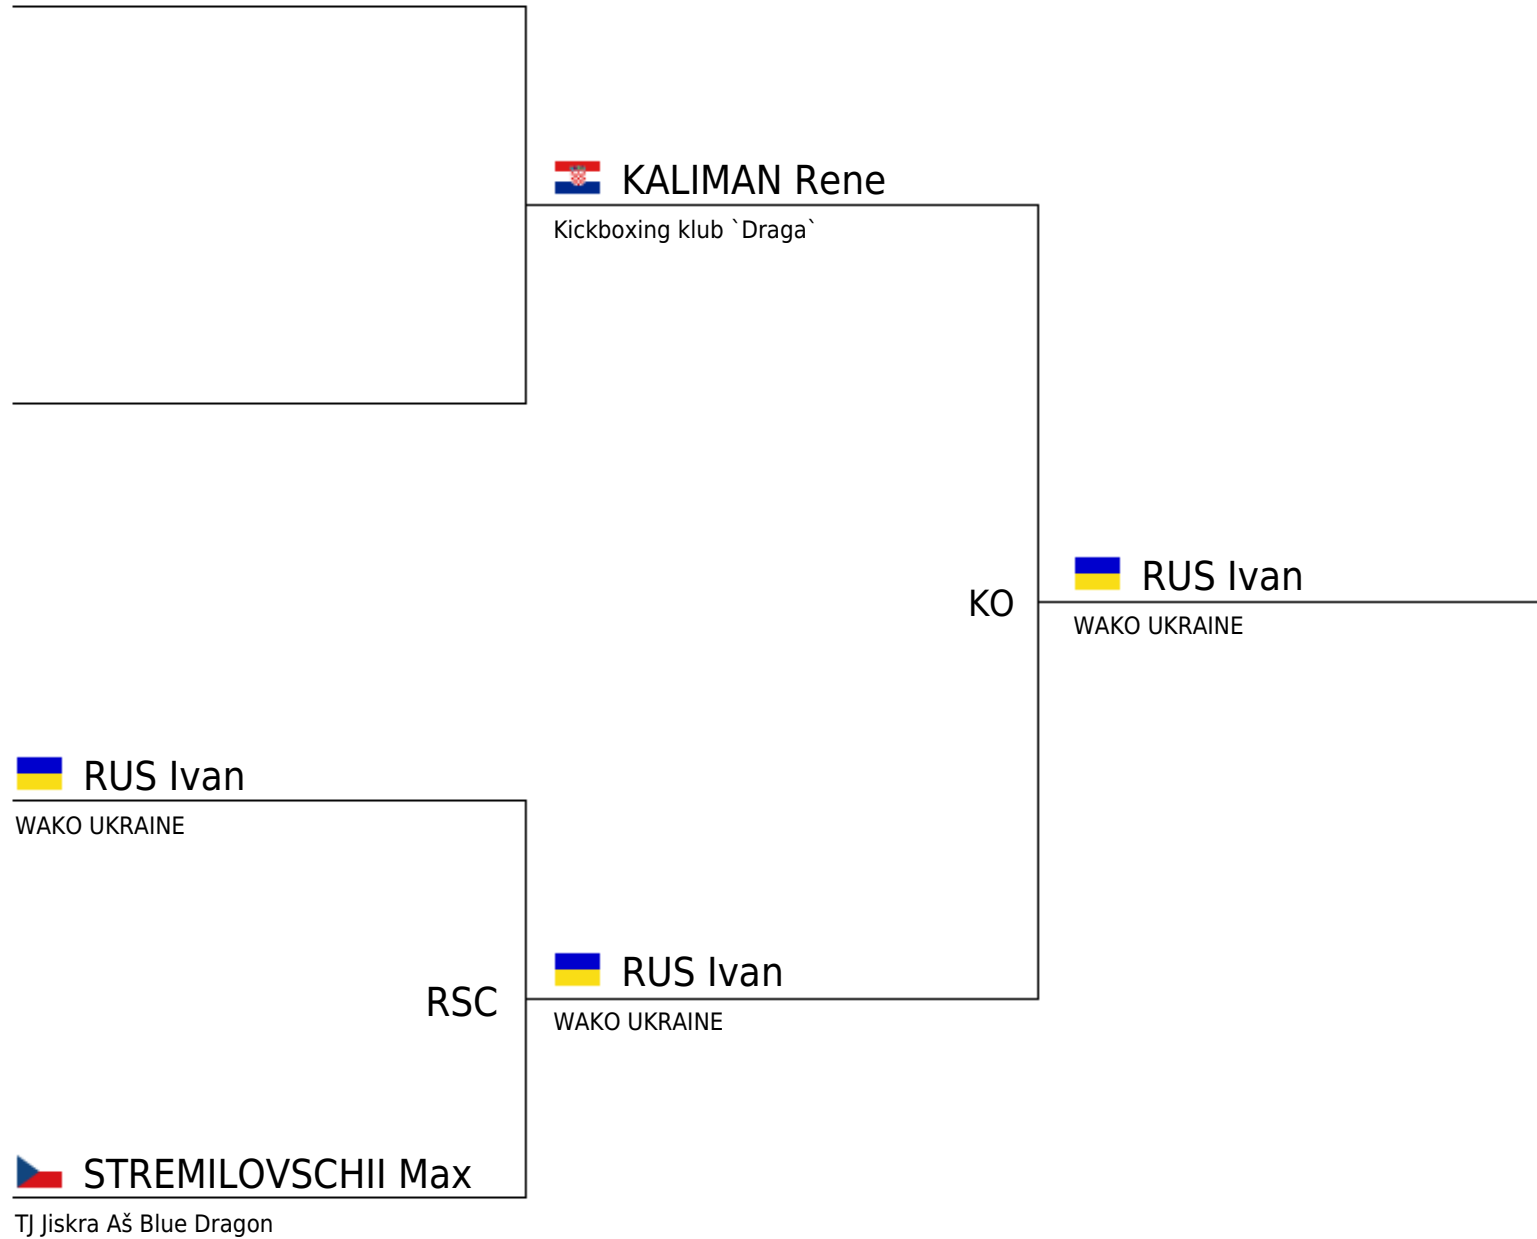 KALIMAN Rene
Kickboxing klub `Draga`
KO
RUS Ivan
WAKO UKRAINE
RUS Ivan
WAKO UKRAINE
RSC
RUS Ivan
WAKO UKRAINE
STREMILOVSCHII Max
TJ Jiskra Aš Blue Dragon